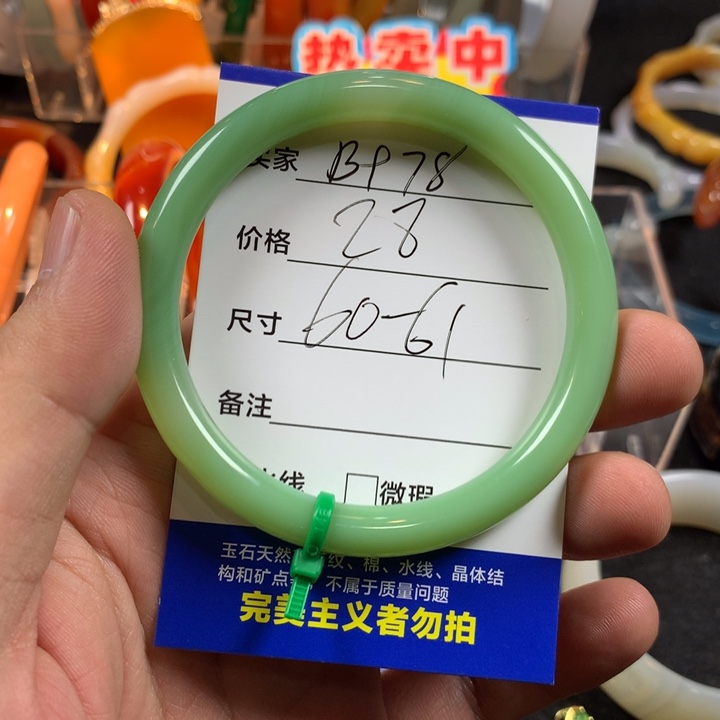 热卖中
卖家 BP78
价格 28
尺寸 60-61
备注
水线 □微瑕
玉石天然 纹、棉、水线、晶体结
构和矿点 不属于质量问题
完美主义者勿拍